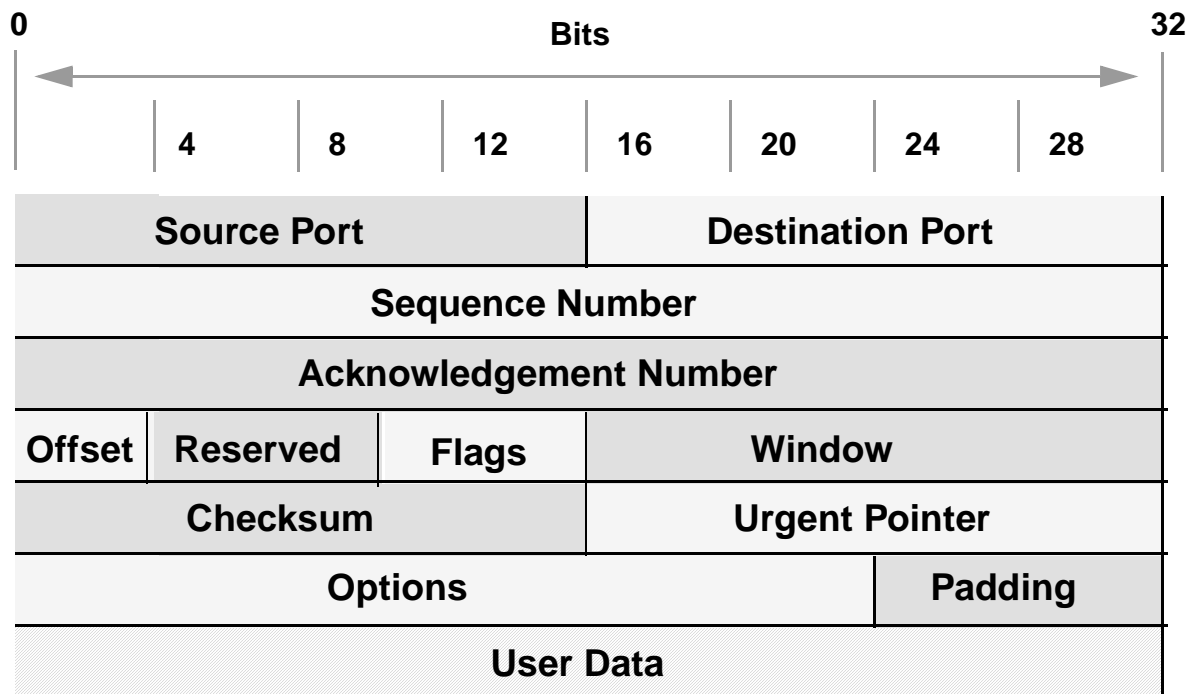 0 Bits 32
4 8 12 16 20 24 28
Source Port Destination Port
Sequence Number
Acknowledgement Number
Offset Reserved Flags Window
Checksum Urgent Pointer
Options Padding
User Data